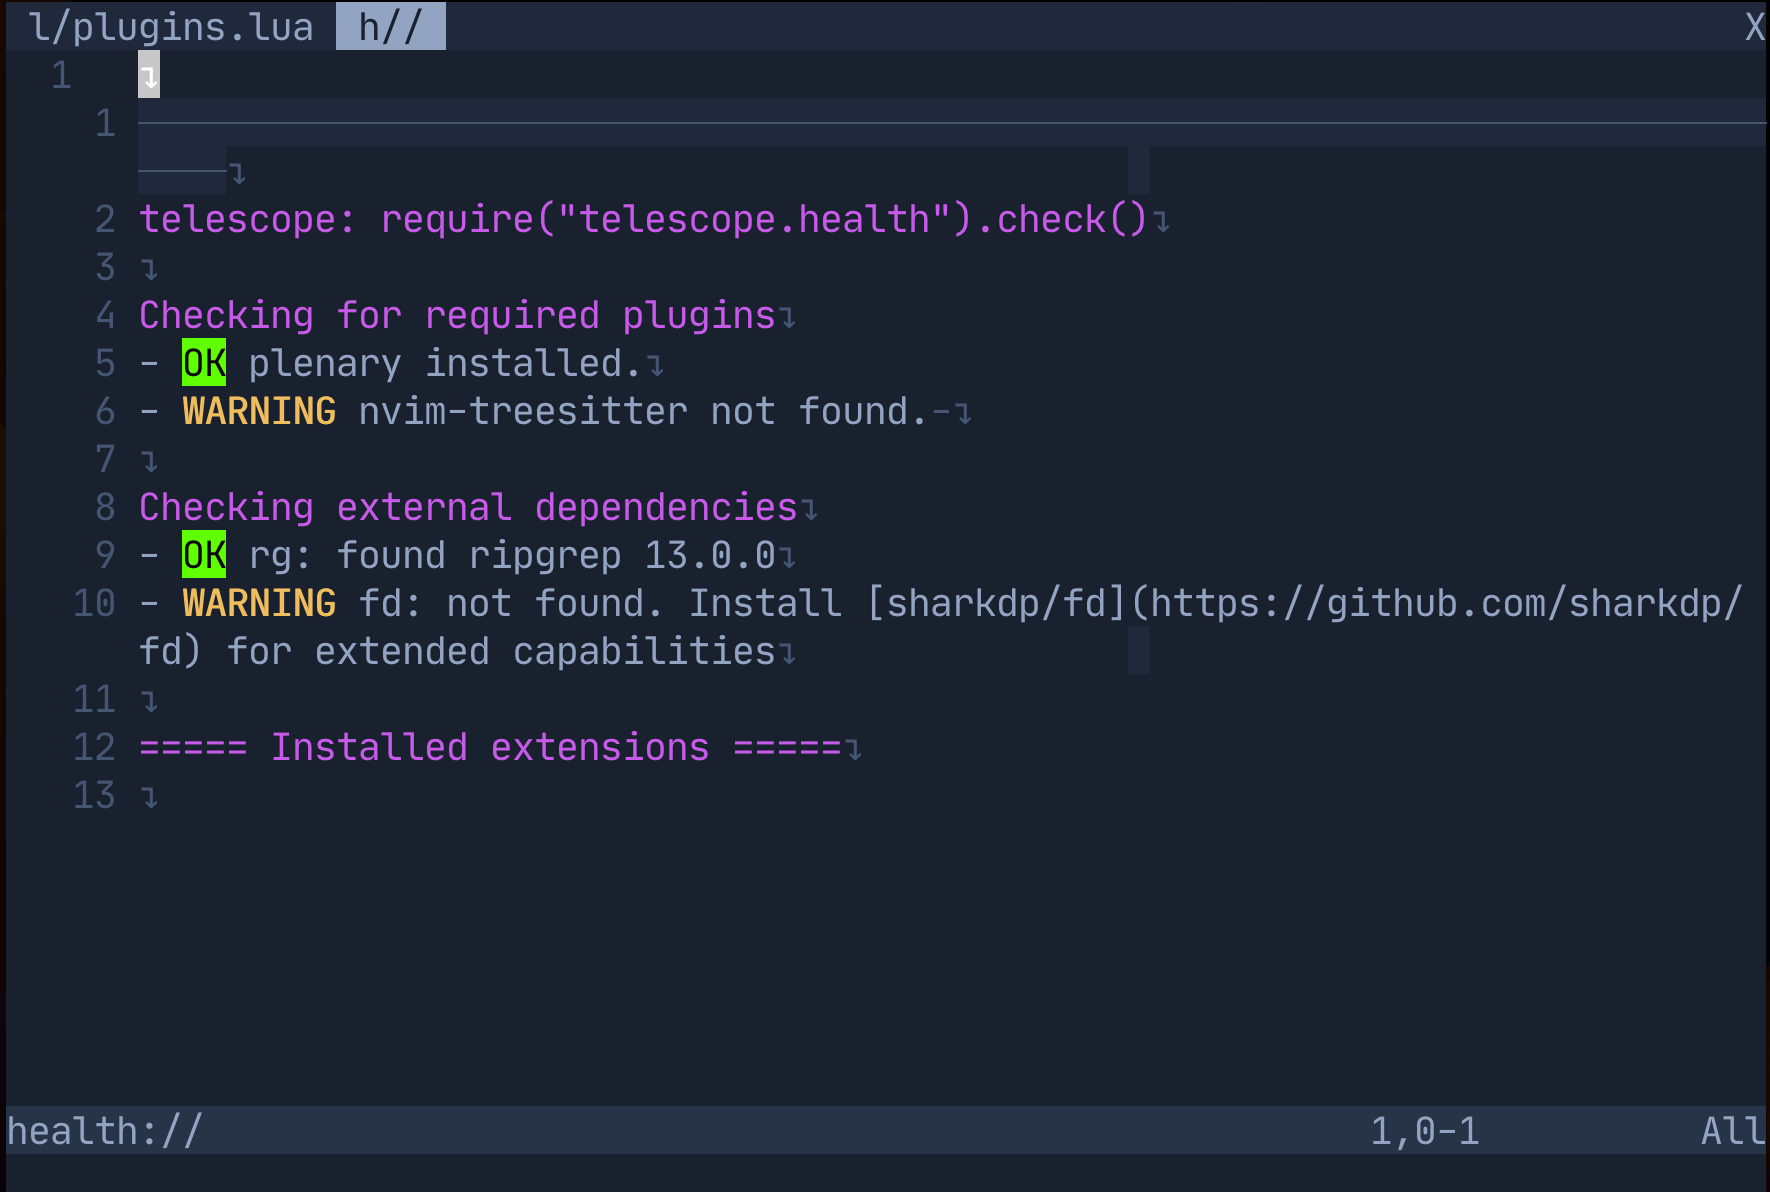 l/plugins.lua h// X
1 ↴
1 ────────────────────────────────────────────────────────────────────────────
────↴
2 telescope: require("telescope.health").check()↴
3 ↴
4 Checking for required plugins↴
5 - OK plenary installed.↴
6 - WARNING nvim-treesitter not found.-↴
7 ↴
8 Checking external dependencies↴
9 - OK rg: found ripgrep 13.0.0↴
10 - WARNING fd: not found. Install [sharkdp/fd](https://github.com/sharkdp/
fd) for extended capabilities↴
11 ↴
12 ===== Installed extensions =====↴
13 ↴
health:// 1,0-1 All